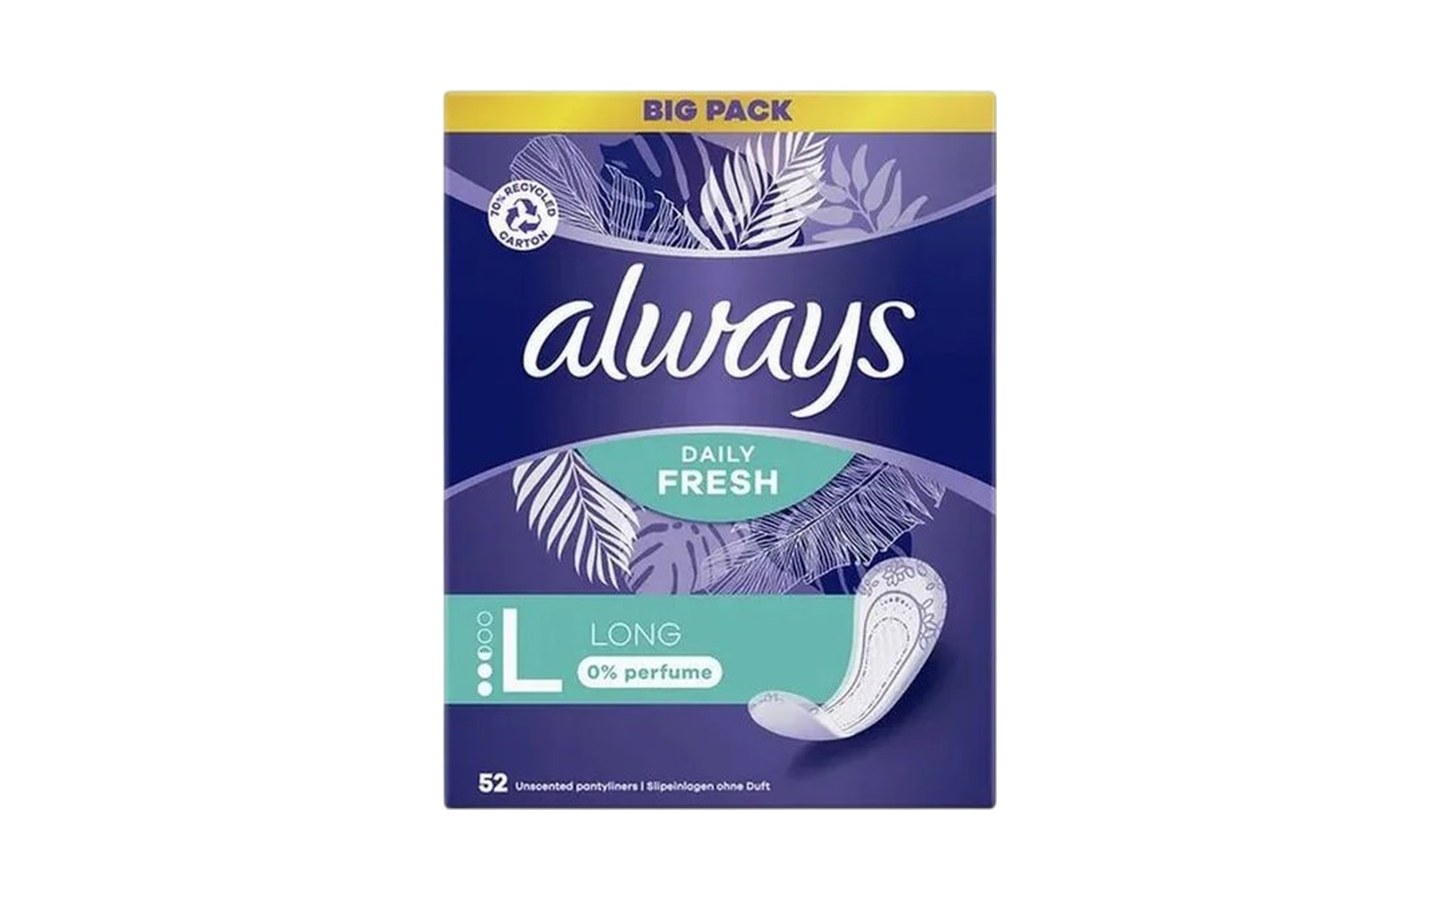 BIG PACK
70% RECYCLED
CARTON
always
DAILY
FRESH
L
LONG
0% perfume
52 Unscented pantyliners | Slipeinlagen ohne Duft